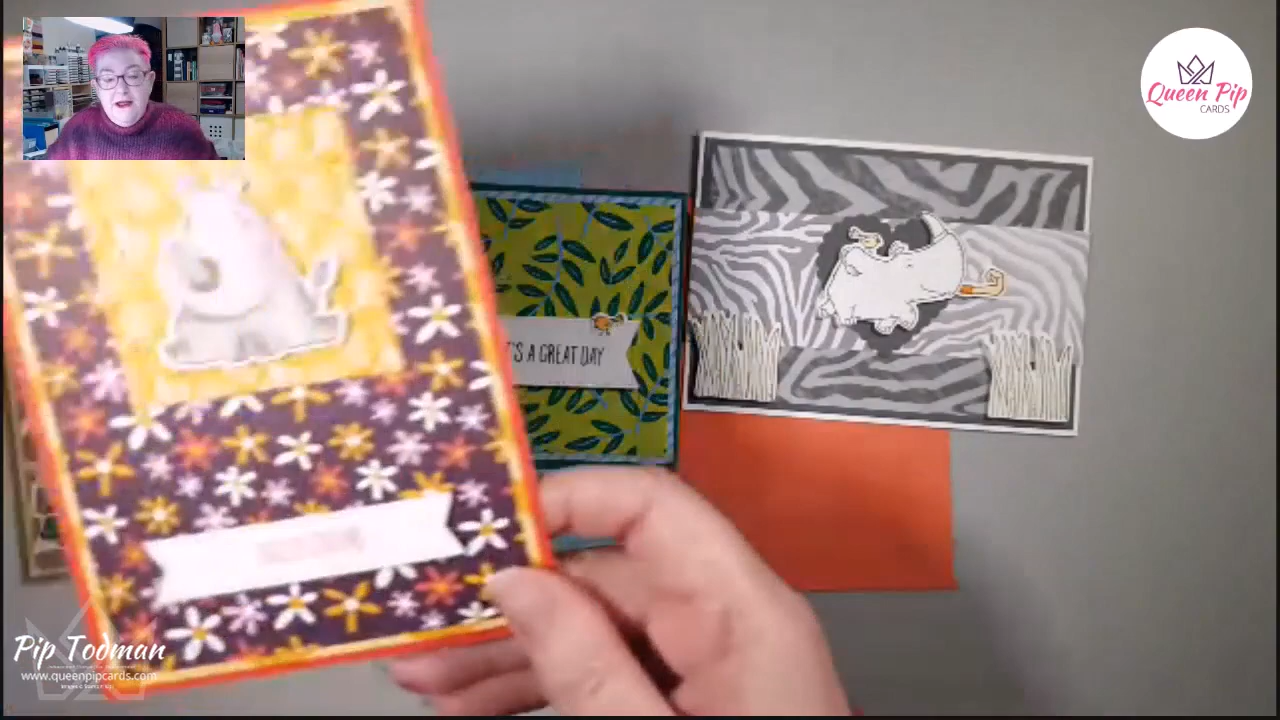 Queen Pip
CARDS
T'S A GREAT DAY
Pip Todman
www.queenpipcards.com